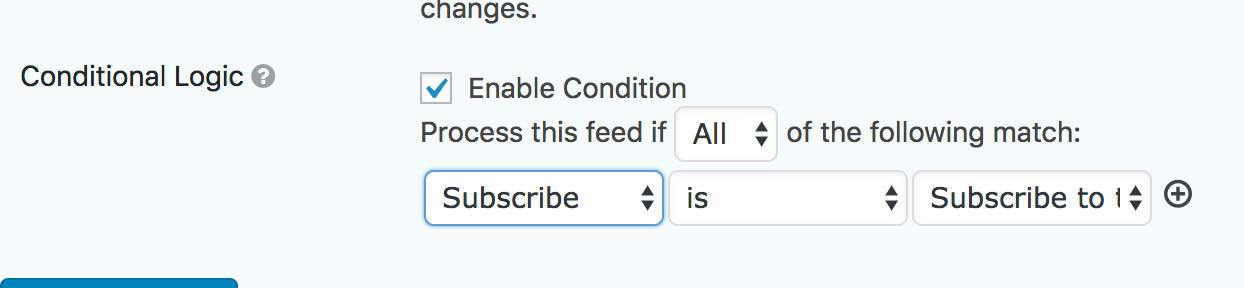 changes.
Conditional Logic ?
Enable Condition
Process this feed if All of the following match:
Subscribe is Subscribe to